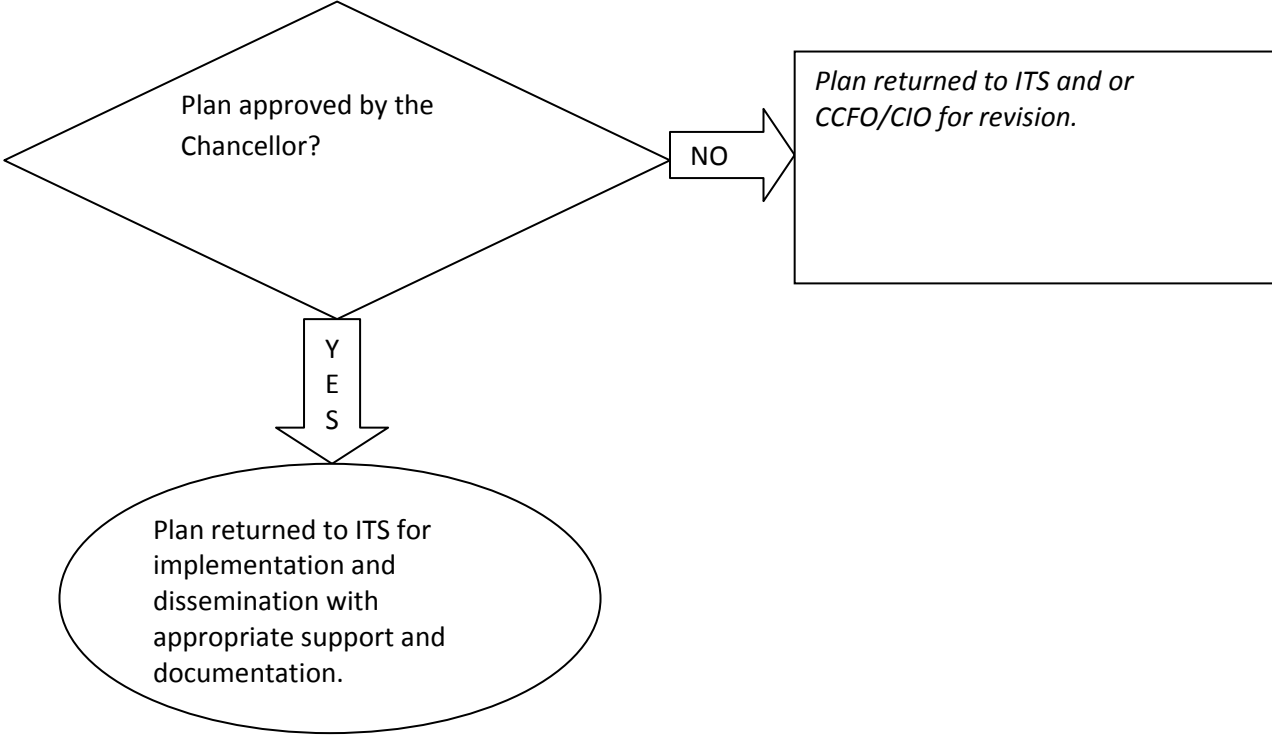 Plan approved by the
Chancellor?
NO
Plan returned to ITS and or
CCFO/CIO for revision.
Y
E
S
Plan returned to ITS for
implementation and
dissemination with
appropriate support and
documentation.